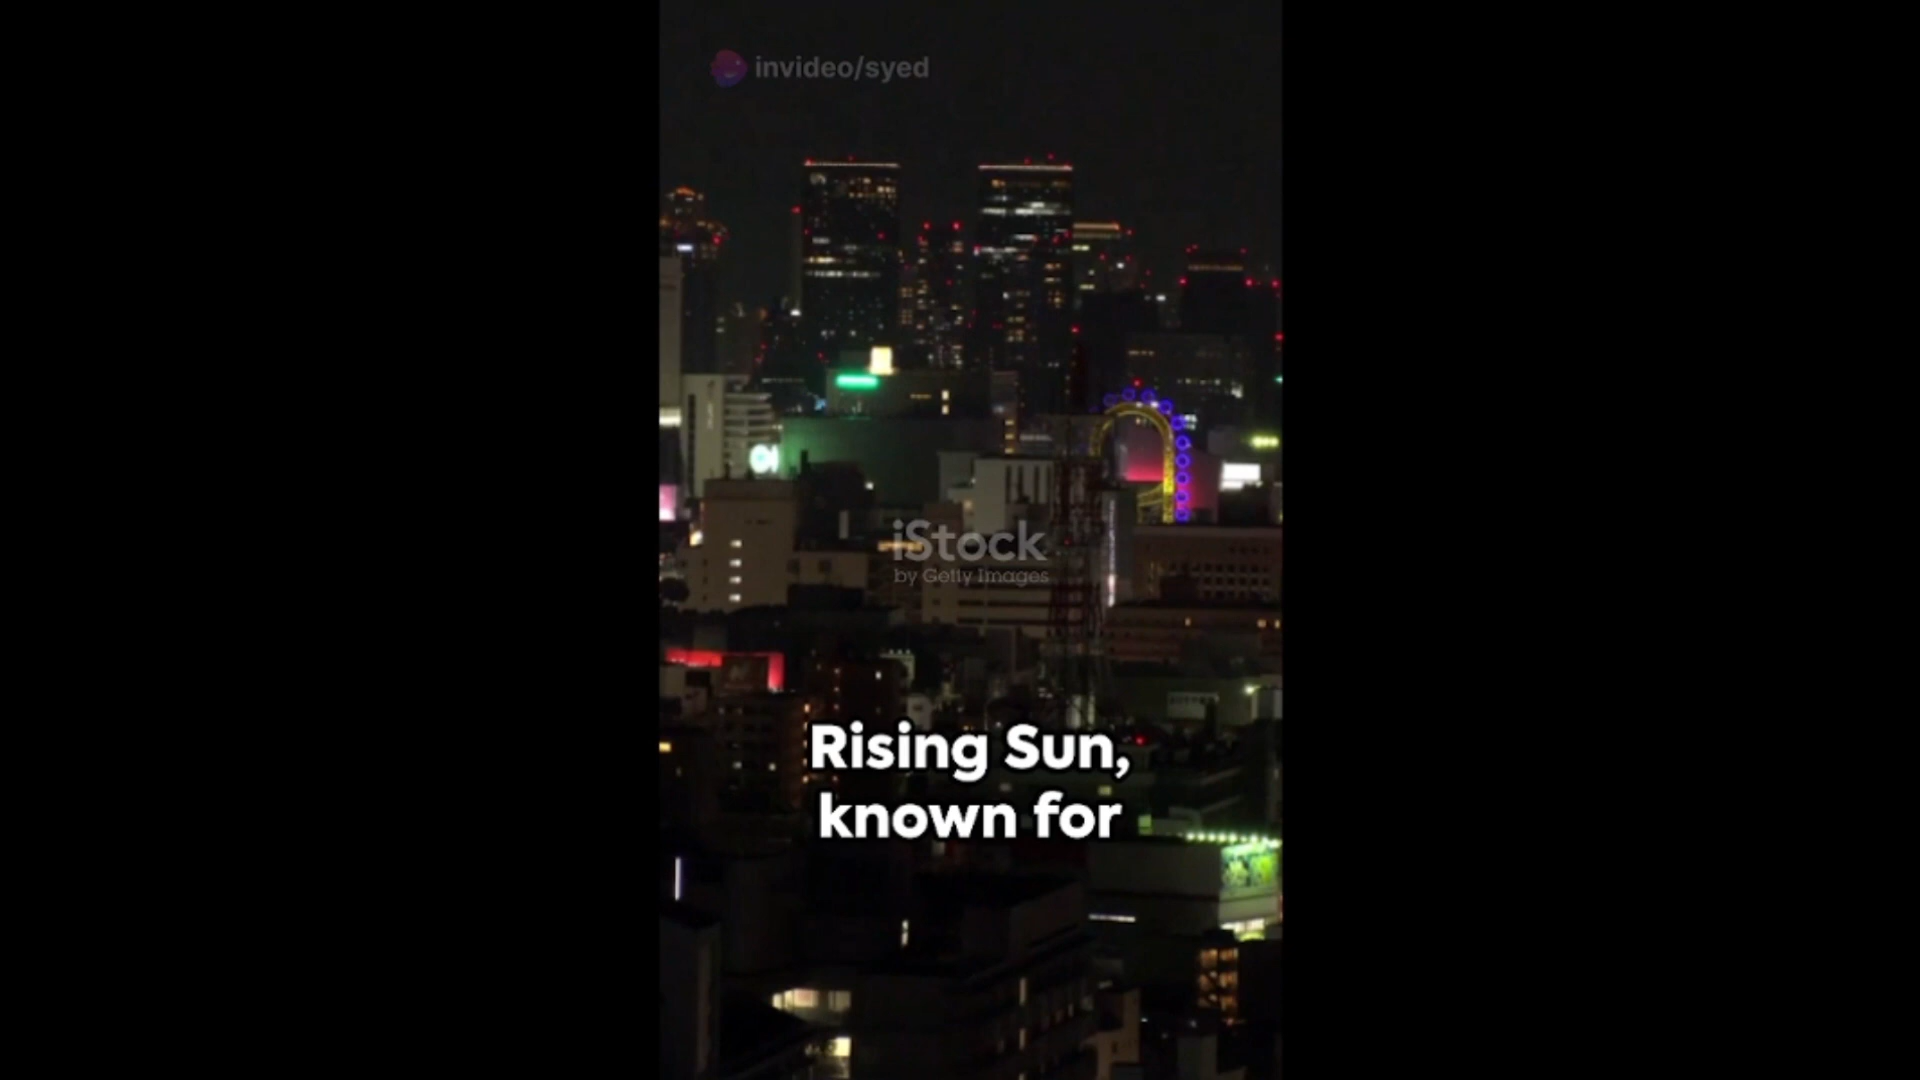 invideo/syed
iStock
by Getty Images
Rising Sun,
known for